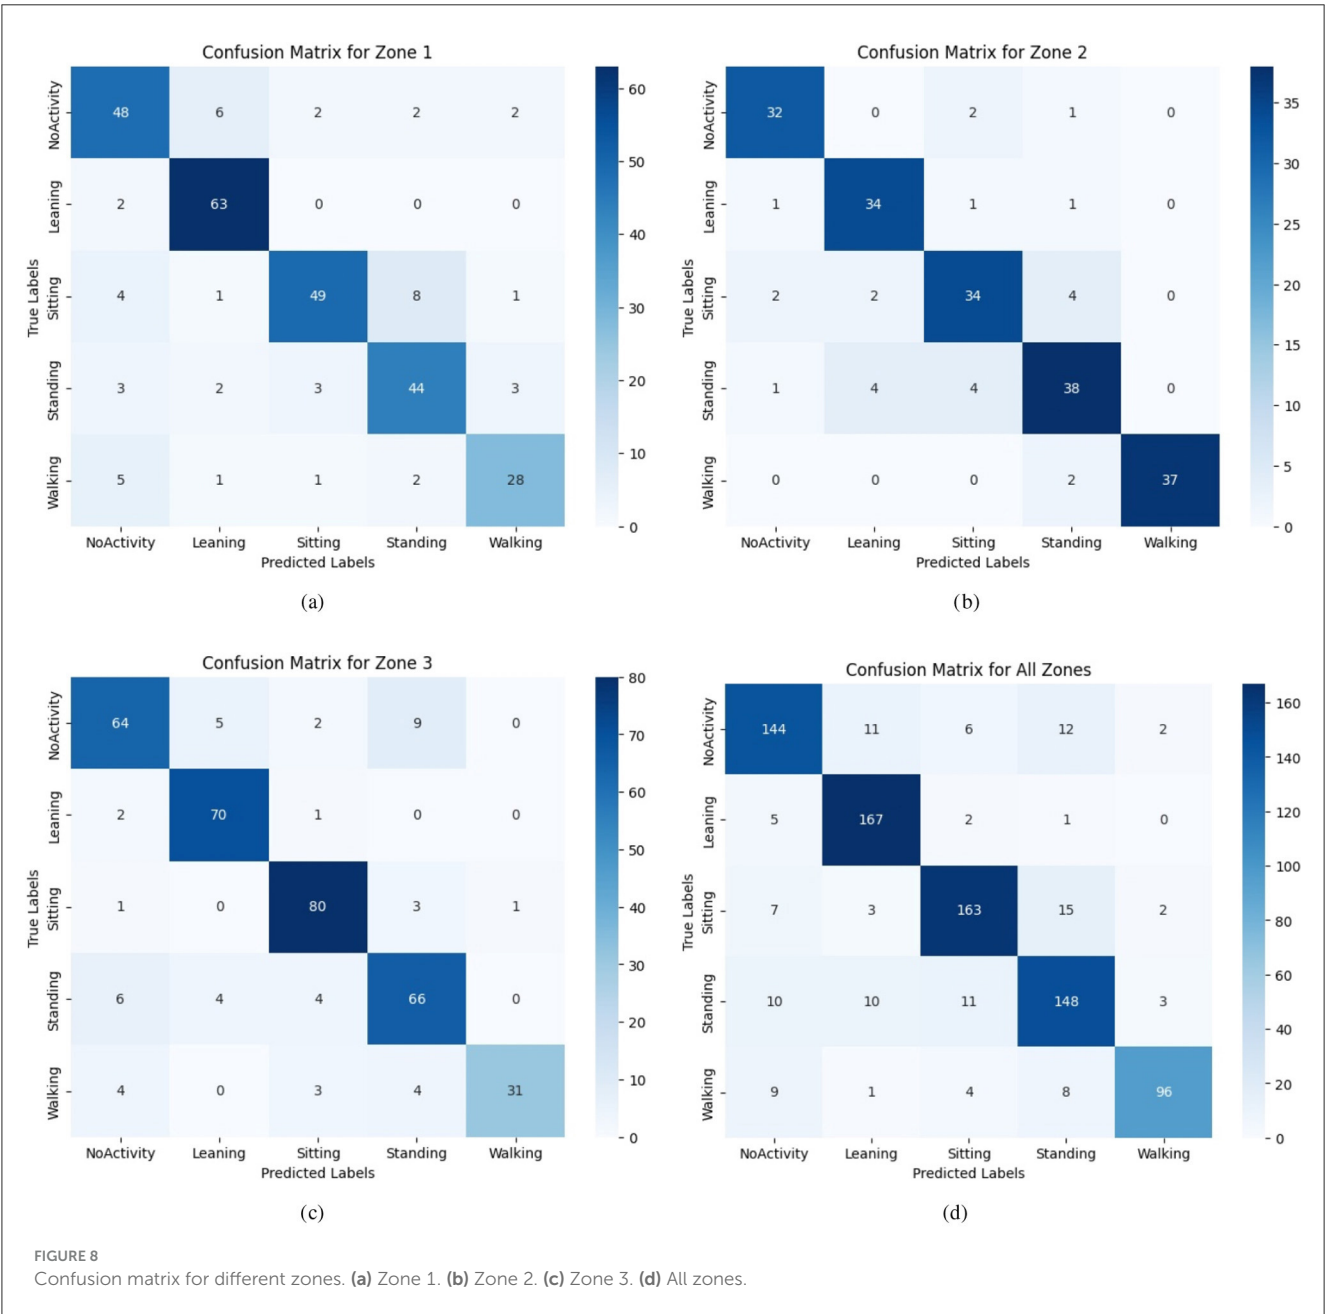 Confusion Matrix for Zone 1
NoActivity 48 6 2 2 2
Leaning 2 63 0 0 0
Sitting 4 1 49 8 1
Standing 3 2 3 44 3
Walking 5 1 1 2 28
True Labels
NoActivity Leaning Sitting Standing Walking
Predicted Labels
60
50
40
30
20
10
0
(a)
Confusion Matrix for Zone 2
NoActivity 32 0 2 1 0
Leaning 1 34 1 1 0
Sitting 2 2 34 4 0
Standing 1 4 4 38 0
Walking 0 0 0 2 37
True Labels
NoActivity Leaning Sitting Standing Walking
Predicted Labels
35
30
25
20
15
10
5
0
(b)
Confusion Matrix for Zone 3
NoActivity 64 5 2 9 0
Leaning 2 70 1 0 0
Sitting 1 0 80 3 1
Standing 6 4 4 66 0
Walking 4 0 3 4 31
True Labels
NoActivity Leaning Sitting Standing Walking
Predicted Labels
80
70
60
50
40
30
20
10
0
(c)
Confusion Matrix for All Zones
NoActivity 144 11 6 12 2
Leaning 5 167 2 1 0
Sitting 7 3 163 15 2
Standing 10 10 11 148 3
Walking 9 1 4 8 96
True Labels
NoActivity Leaning Sitting Standing Walking
Predicted Labels
160
140
120
100
80
60
40
20
0
(d)
FIGURE 8
Confusion matrix for different zones. (a) Zone 1. (b) Zone 2. (c) Zone 3. (d) All zones.